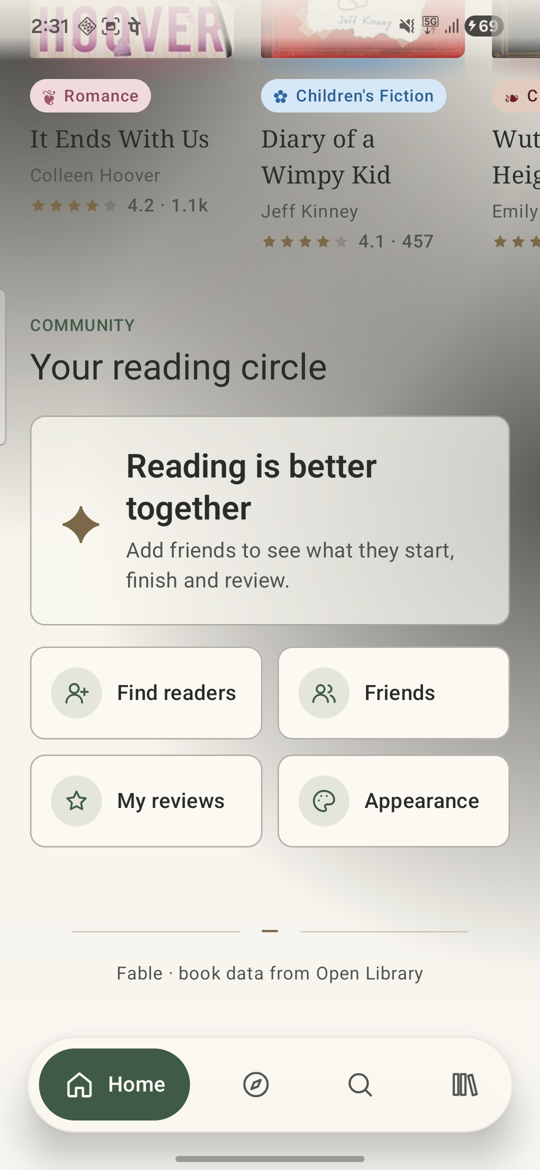 HOOVER
Jeff Kinney
2:31
5G
69
Romance
Children's Fiction
C
It Ends With Us
Diary of a
Wimpy Kid
Wut
Heig
Colleen Hoover
Jeff Kinney
Emily
4.2 · 1.1k
4.1 · 457
COMMUNITY
Your reading circle
Reading is better
together
Add friends to see what they start,
finish and review.
Find readers
Friends
My reviews
Appearance
Fable · book data from Open Library
Home